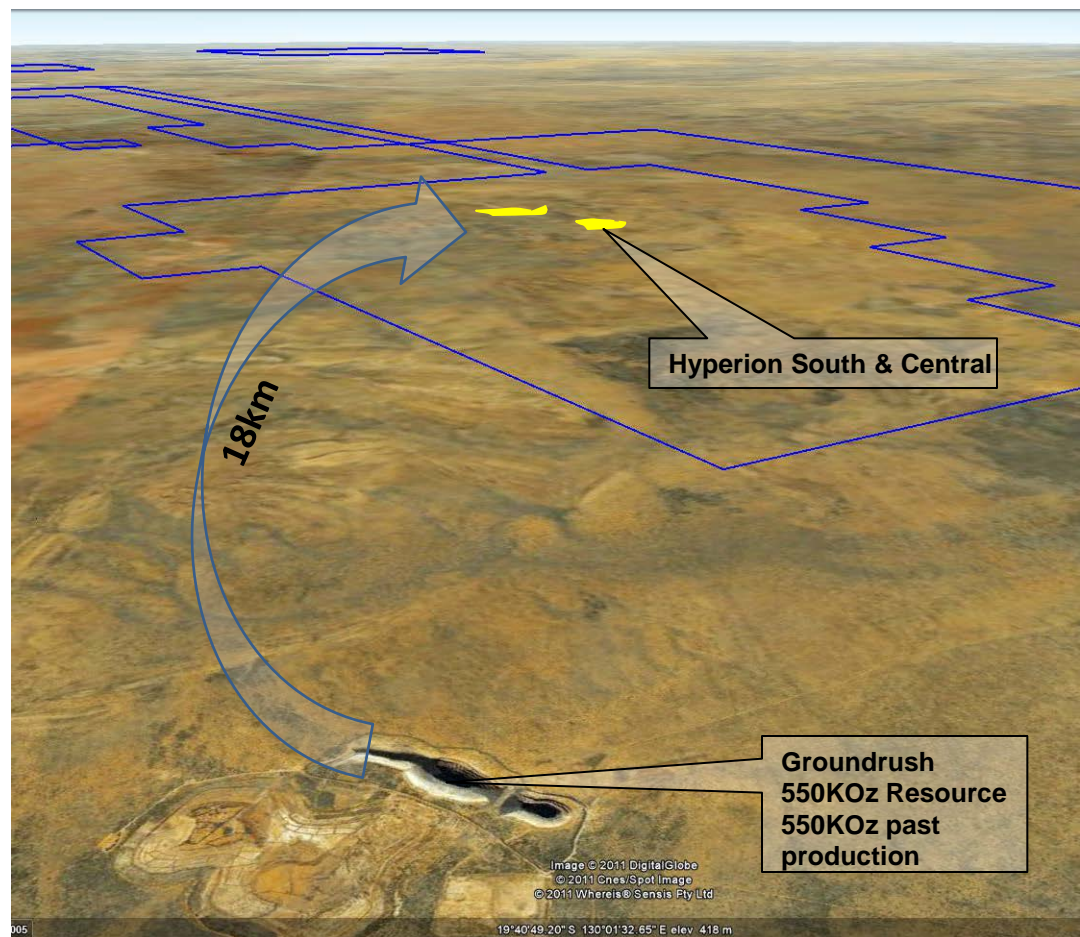 18km
Hyperion South & Central
Groundrush
550KOz Resource
550KOz past
production
Image © 2011 DigitalGlobe
© 2011 Cnes/Spot Image
© 2011 Whereis® Sensis Pty Ltd
005
19°40'49.20" S 130°01'32.65" E elev 418 m